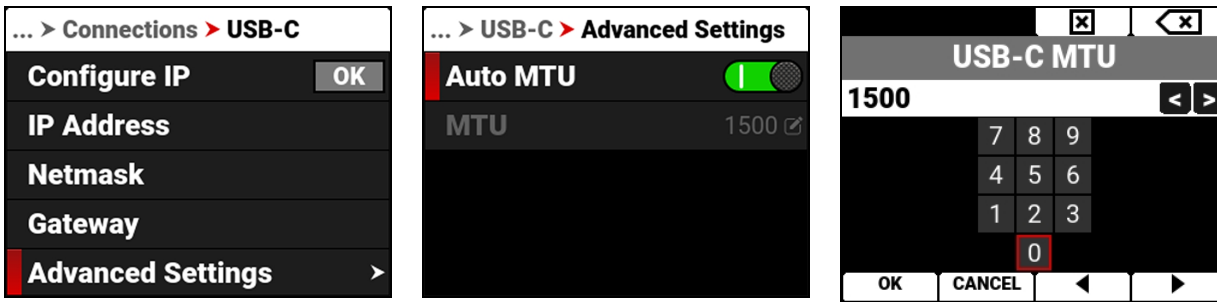 ... > Connections > USB-C
Configure IP OK
IP Address
Netmask
Gateway
Advanced Settings >
... > USB-C > Advanced Settings
Auto MTU
MTU 1500
USB-C MTU
1500 < >
7 8 9
4 5 6
1 2 3
0
OK CANCEL